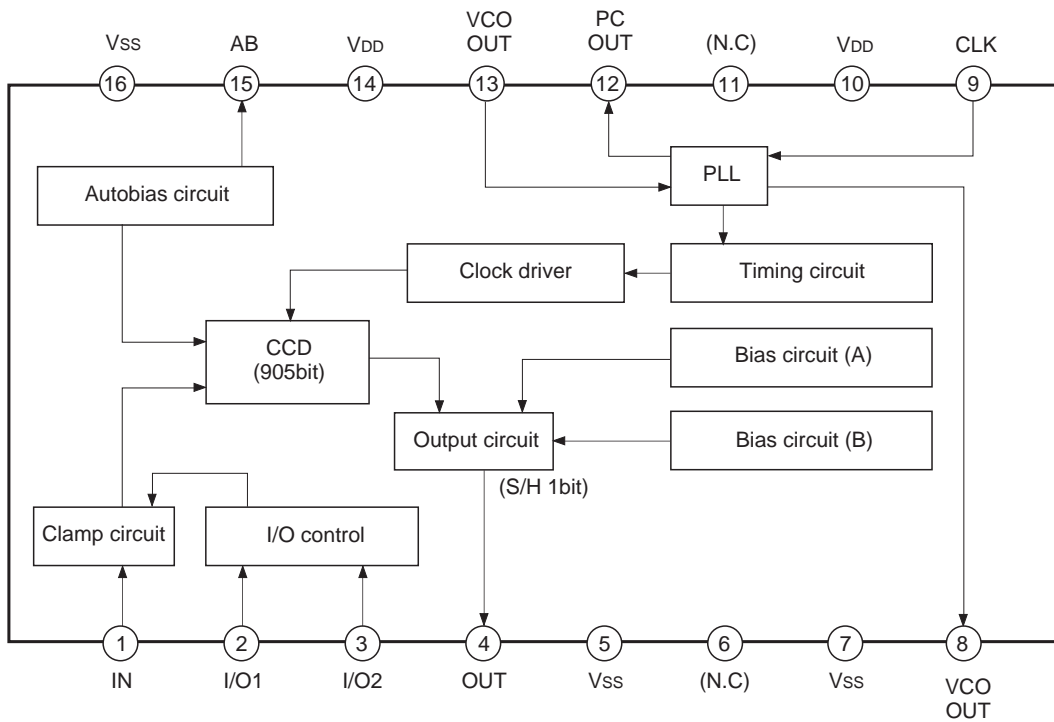 VSS
AB
VDD
VCO
OUT
PC
OUT
(N.C)
VDD
CLK
16
15
14
13
12
11
10
9
Autobias circuit
PLL
Clock driver
Timing circuit
CCD
(905bit)
Bias circuit (A)
Output circuit
Bias circuit (B)
(S/H 1bit)
Clamp circuit
I/O control
1
2
3
4
5
6
7
8
IN
I/O1
I/O2
OUT
VSS
(N.C)
VSS
VCO
OUT